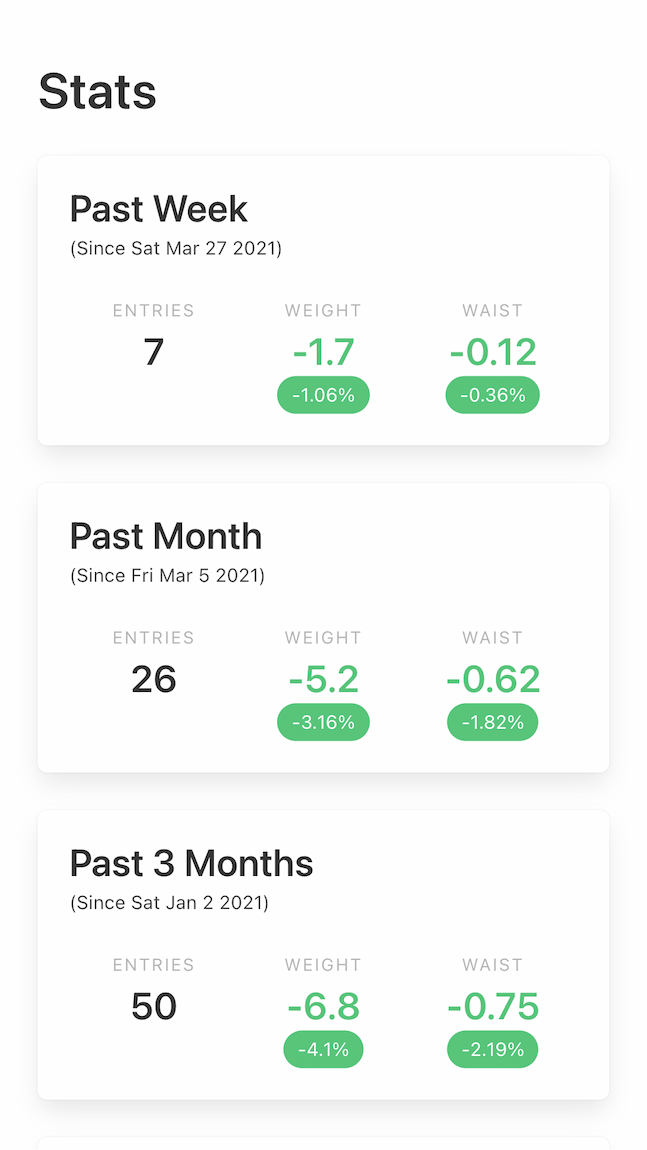 Stats
Past Week
(Since Sat Mar 27 2021)
ENTRIES WEIGHT WAIST
7 -1.7 -0.12
-1.06% -0.36%
Past Month
(Since Fri Mar 5 2021)
ENTRIES WEIGHT WAIST
26 -5.2 -0.62
-3.16% -1.82%
Past 3 Months
(Since Sat Jan 2 2021)
ENTRIES WEIGHT WAIST
50 -6.8 -0.75
-4.1% -2.19%